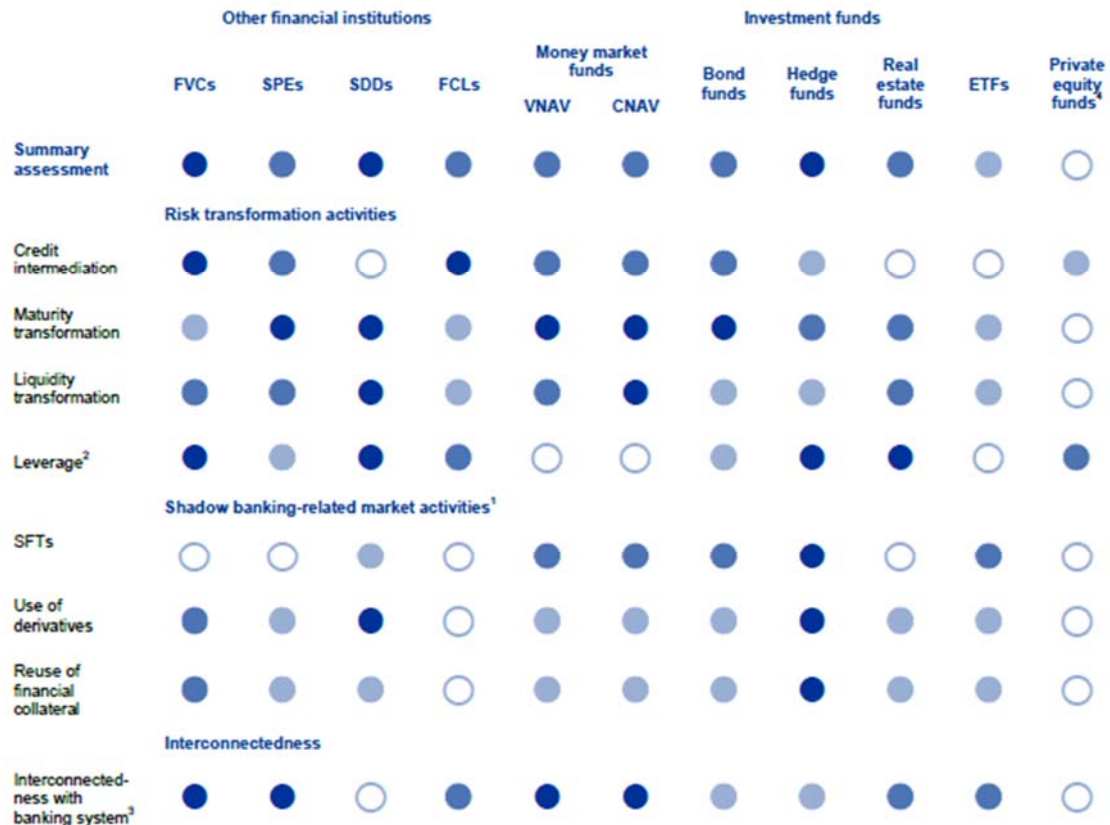 Other financial institutions
Investment funds
FVCs
SPEs
SDDs
FCLs
Money market
funds
VNAV
CNAV
Bond
funds
Hedge
funds
Real
estate
funds
ETFs
Private
equity
funds⁴
Summary
assessment
Risk transformation activities
Credit
intermediation
Maturity
transformation
Liquidity
transformation
Leverage²
Shadow banking-related market activities¹
SFTs
Use of
derivatives
Reuse of
financial
collateral
Interconnectedness
Interconnected-
ness with
banking system³